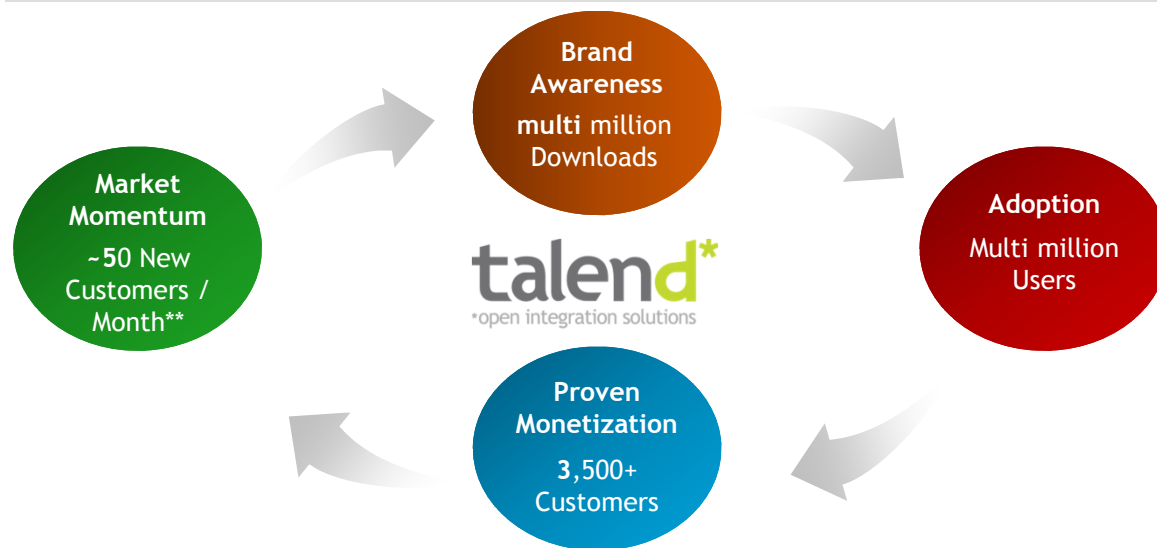 Brand
Awareness
multi million
Downloads
Market
Momentum
~50 New
Customers /
Month**
Adoption
Multi million
Users
talend*
*open integration solutions
Proven
Monetization
3,500+
Customers